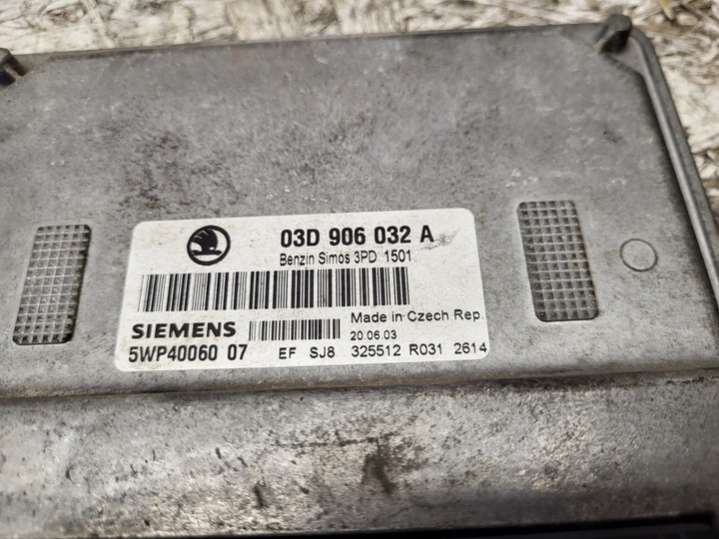 03D 906 032 A
Benzin Simos 3PD 1501
Made in Czech Rep.
SIEMENS 20.06.03
5WP40060 07 EF SJ8 325512 R031 2614